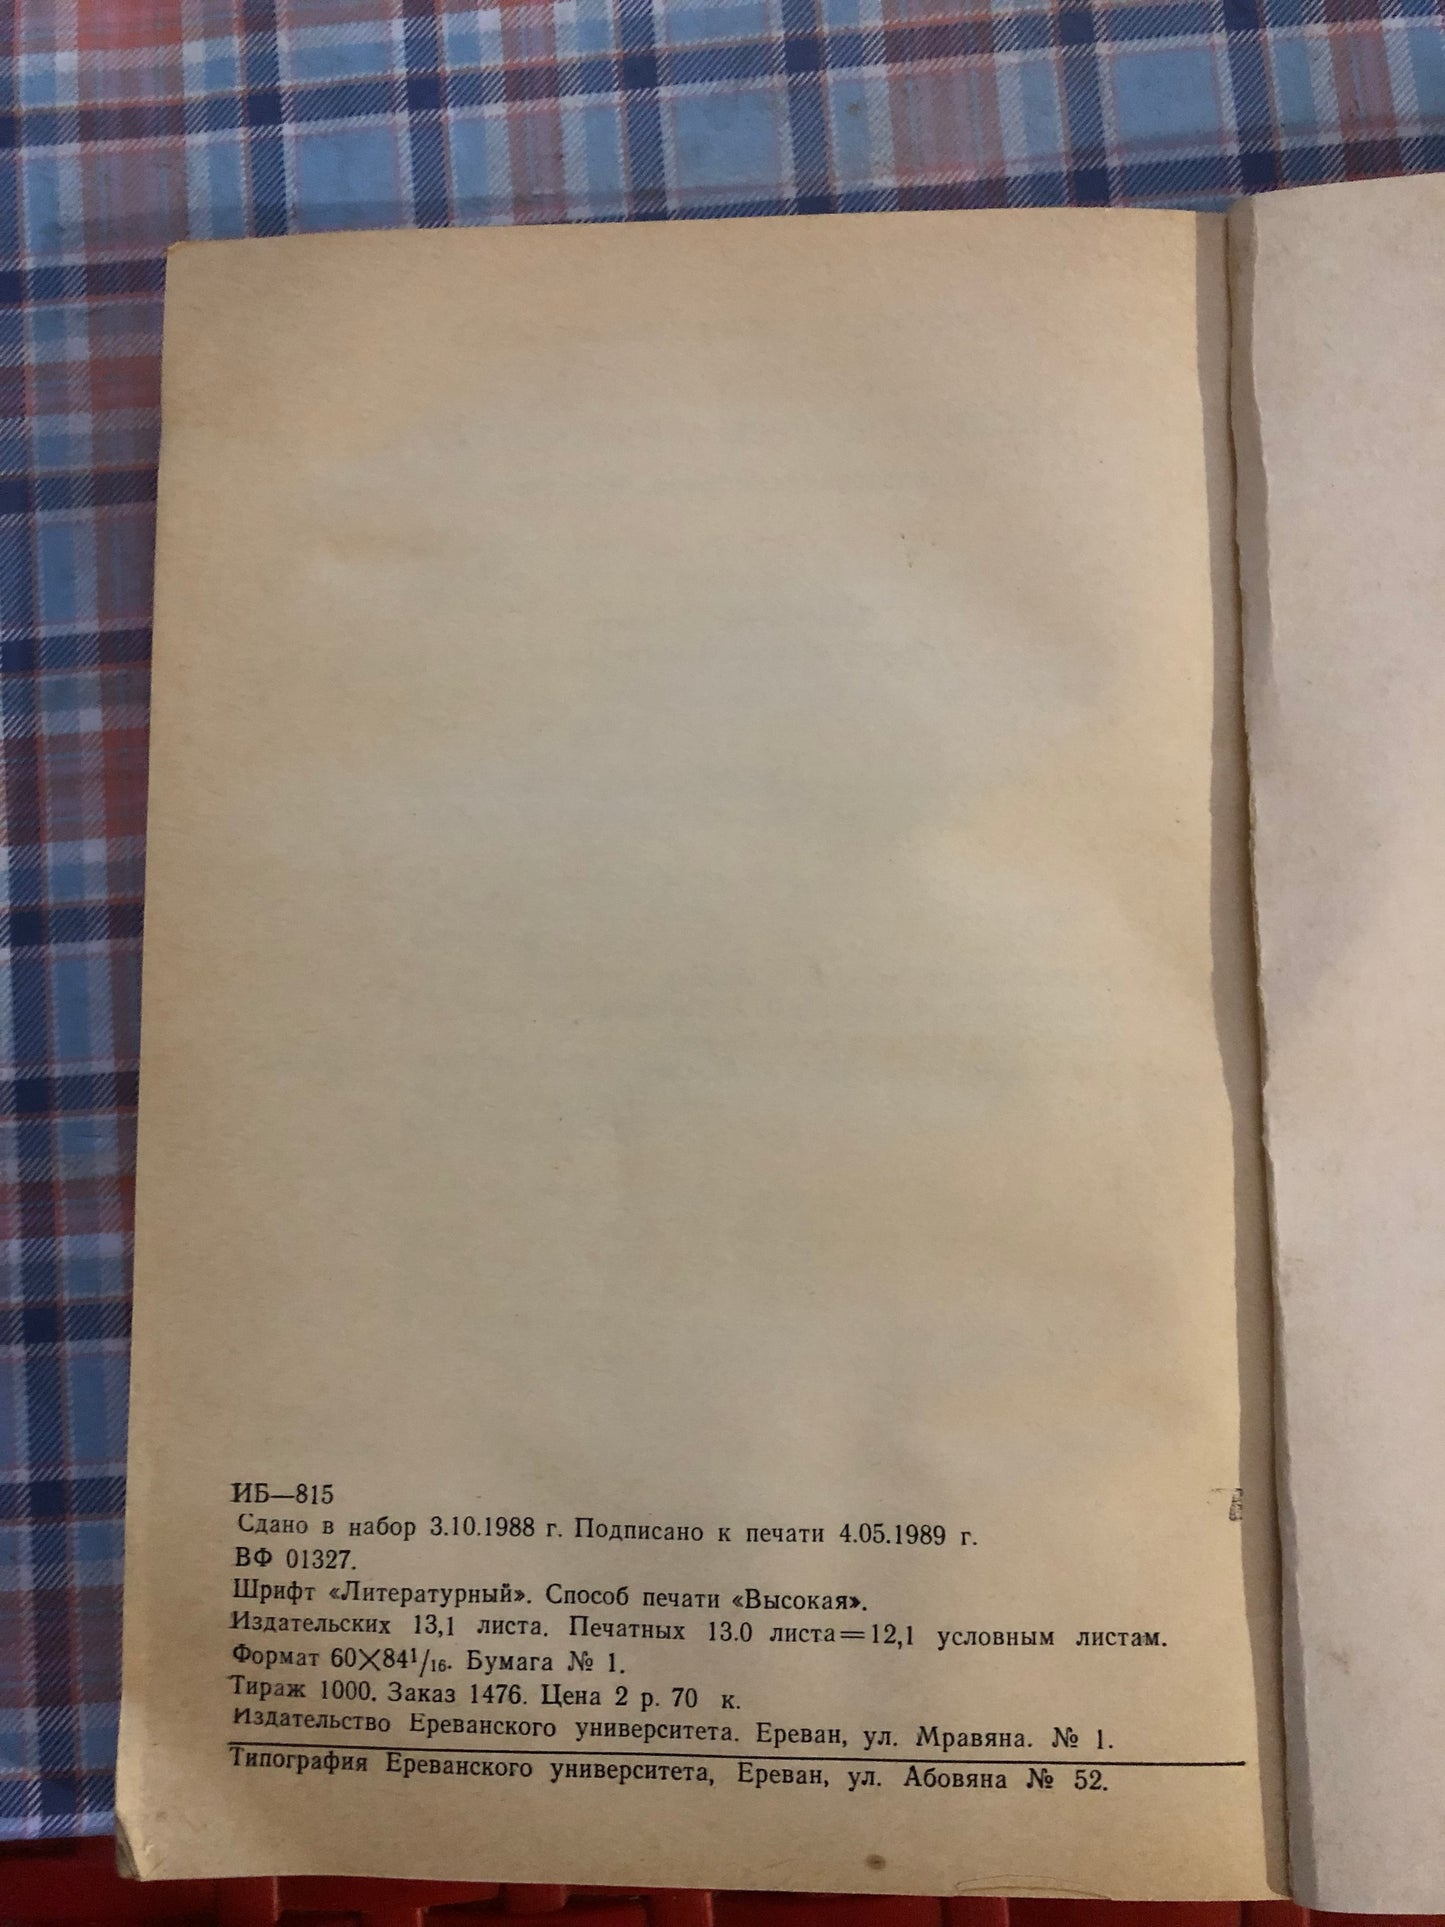 ИБ—815
Сдано в набор 3.10.1988 г. Подписано к печати 4.05.1989 г.
ВФ 01327.
Шрифт «Литературный». Способ печати «Высокая».
Издательских 13,1 листа. Печатных 13.0 листа=12,1 условным листам.
Формат 60×84¹/₁₆. Бумага № 1.
Тираж 1000. Заказ 1476. Цена 2 р. 70 к.
Издательство Ереванского университета. Ереван, ул. Мравяна. № 1.
Типография Ереванского университета, Ереван, ул. Абовяна № 52.